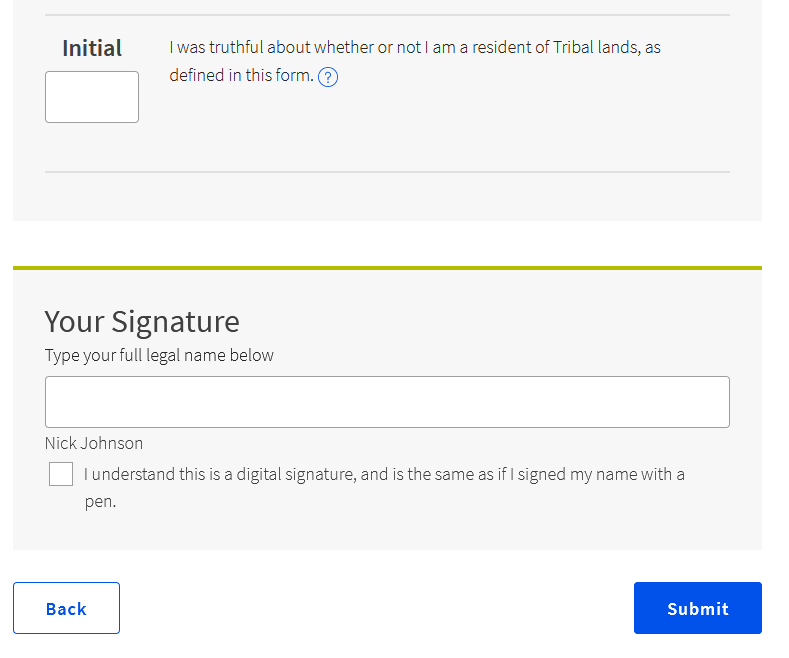 Initial
I was truthful about whether or not I am a resident of Tribal lands, as
defined in this form. ?
Your Signature
Type your full legal name below
Nick Johnson
I understand this is a digital signature, and is the same as if I signed my name with a
pen.
Back
Submit